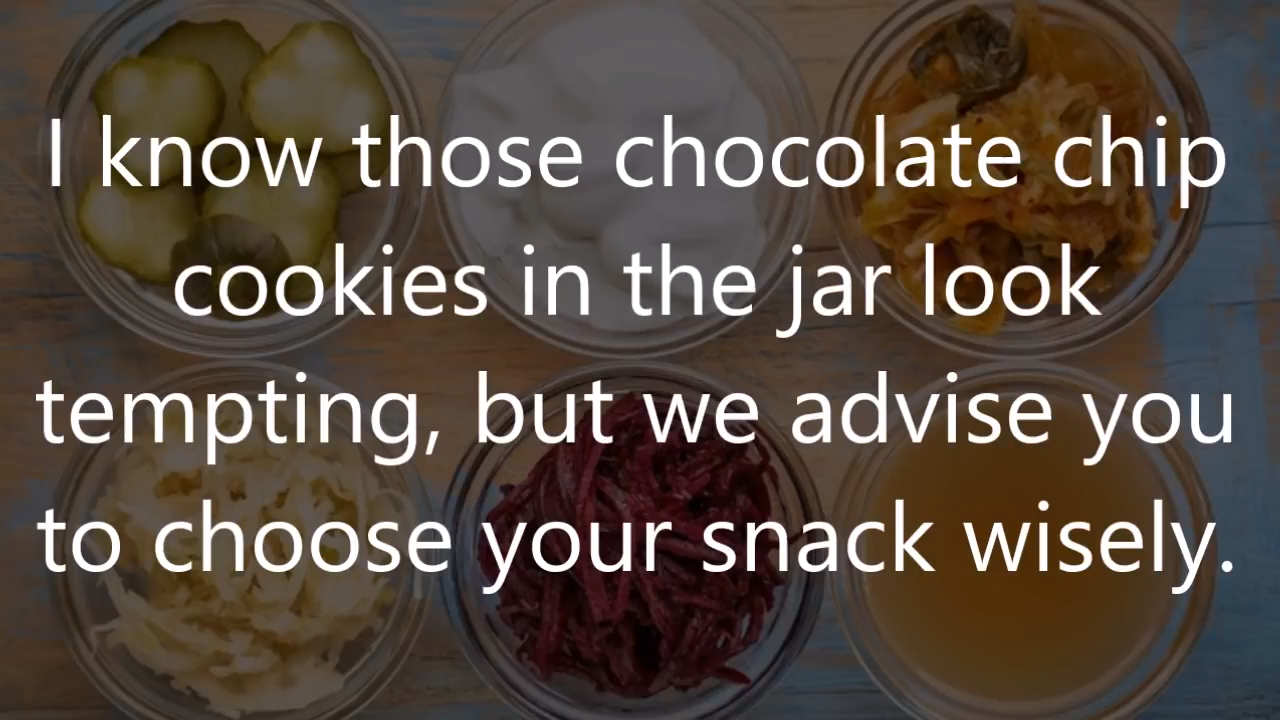 I know those chocolate chip
cookies in the jar look
tempting, but we advise you
to choose your snack wisely.